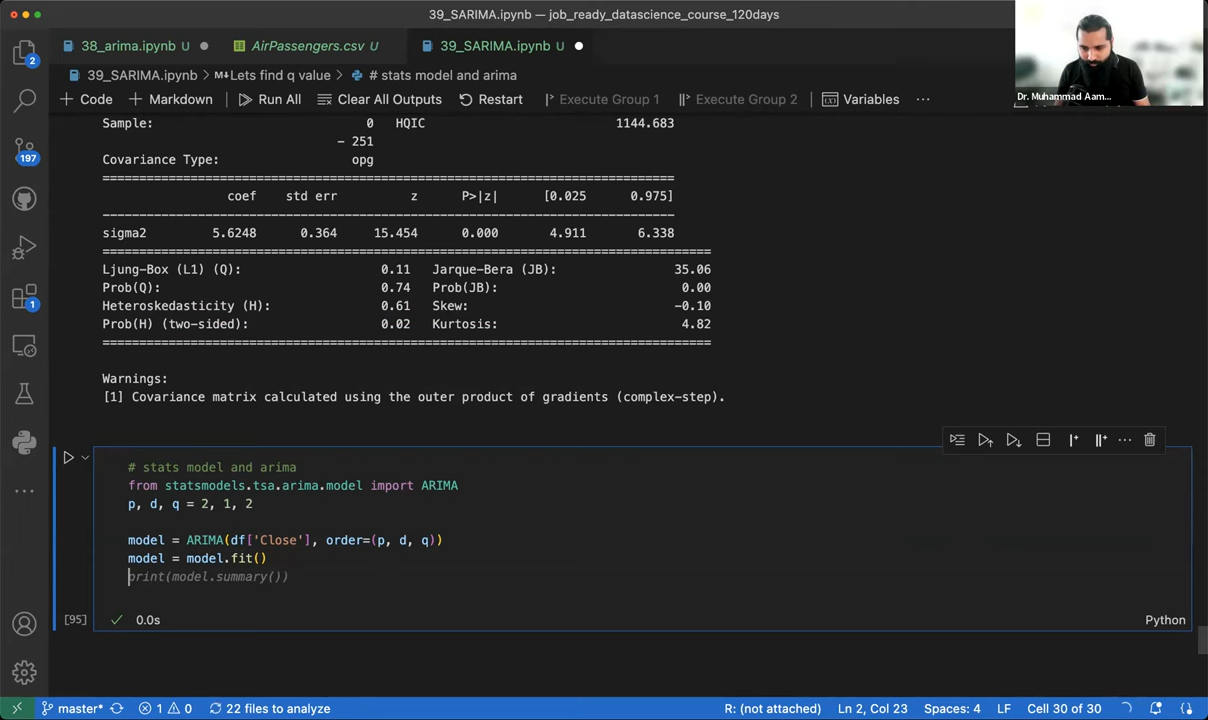 39_SARIMA.ipynb — job_ready_datascience_course_120days
38_arima.ipynb U
AirPassengers.csv U
39_SARIMA.ipynb U
39_SARIMA.ipynb > M↓Lets find q value > # stats model and arima
+ Code + Markdown Run All Clear All Outputs Restart Execute Group 1 Execute Group 2 Variables ...
Dr. Muhammad Aam...
Sample: 0 HQIC 1144.683
- 251
Covariance Type: opg
==============================================================================
coef std err z P>|z| [0.025 0.975]
------------------------------------------------------------------------------
sigma2 5.6248 0.364 15.454 0.000 4.911 6.338
===================================================================================
Ljung-Box (L1) (Q): 0.11 Jarque-Bera (JB): 35.06
Prob(Q): 0.74 Prob(JB): 0.00
Heteroskedasticity (H): 0.61 Skew: -0.10
Prob(H) (two-sided): 0.02 Kurtosis: 4.82
===================================================================================
Warnings:
[1] Covariance matrix calculated using the outer product of gradients (complex-step).
# stats model and arima
from statsmodels.tsa.arima.model import ARIMA
p, d, q = 2, 1, 2
model = ARIMA(df['Close'], order=(p, d, q))
model = model.fit()
print(model.summary())
[95] 0.0s Python
2
197
1
master* 1 0 22 files to analyze R: (not attached) Ln 2, Col 23 Spaces: 4 LF Cell 30 of 30